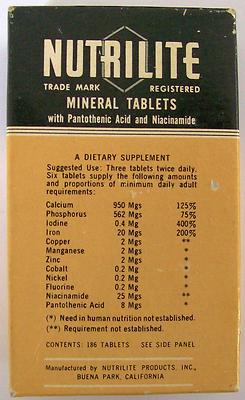 NUTRILITE
TRADE MARK REGISTERED
MINERAL TABLETS
with Pantothenic Acid and Niacinamide
A DIETARY SUPPLEMENT
Suggested Use: Three tablets twice daily.
Six tablets supply the following amounts
and proportions of minimum daily adult
requirements:
Calcium 950 Mgs 125%
Phosphorus 562 Mgs 75%
Iodine 0.4 Mgs 400%
Iron 20 Mgs 200%
Copper 2 Mgs **
Manganese 2 Mgs *
Zinc 2 Mgs *
Cobalt 0.2 Mgs *
Nickel 0.2 Mgs *
Fluorine 0.2 Mgs *
Niacinamide 25 Mgs **
Pantothenic Acid 8 Mgs *
(*) Need in human nutrition not established.
(**) Requirement not established.
CONTENTS: 186 TABLETS SEE SIDE PANEL
Manufactured by NUTRILITE PRODUCTS, INC.,
BUENA PARK, CALIFORNIA